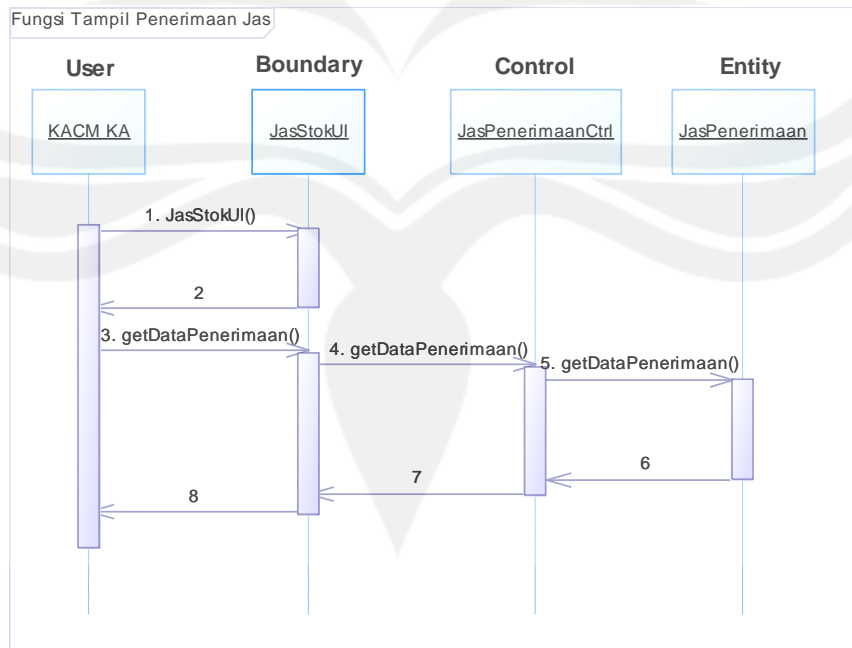 Fungsi Tampil Penerimaan Jas
User
Boundary
Control
Entity
KACM KA
JasStokUI
JasPenerimaanCtrl
JasPenerimaan
1. JasStokUI()
2
3. getDataPenerimaan()
4. getDataPenerimaan()
5. getDataPenerimaan()
6
7
8